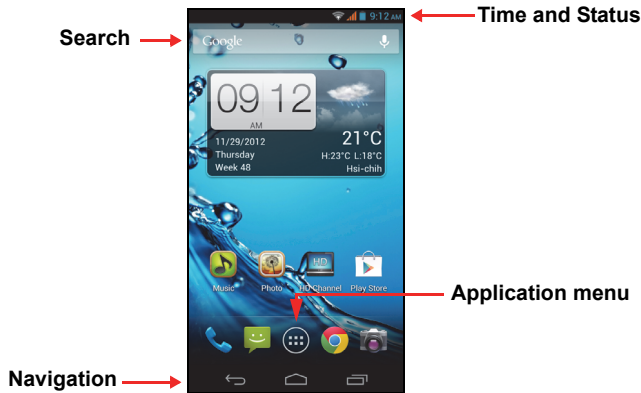 Time and Status
9:12 AM
Search
Google
09 12
AM
11/29/2012
Thursday
Week 48
21°C
H:23°C L:18°C
Hsi-chih
HD
Music
Photo
HD Channel
Play Store
Application menu
Navigation